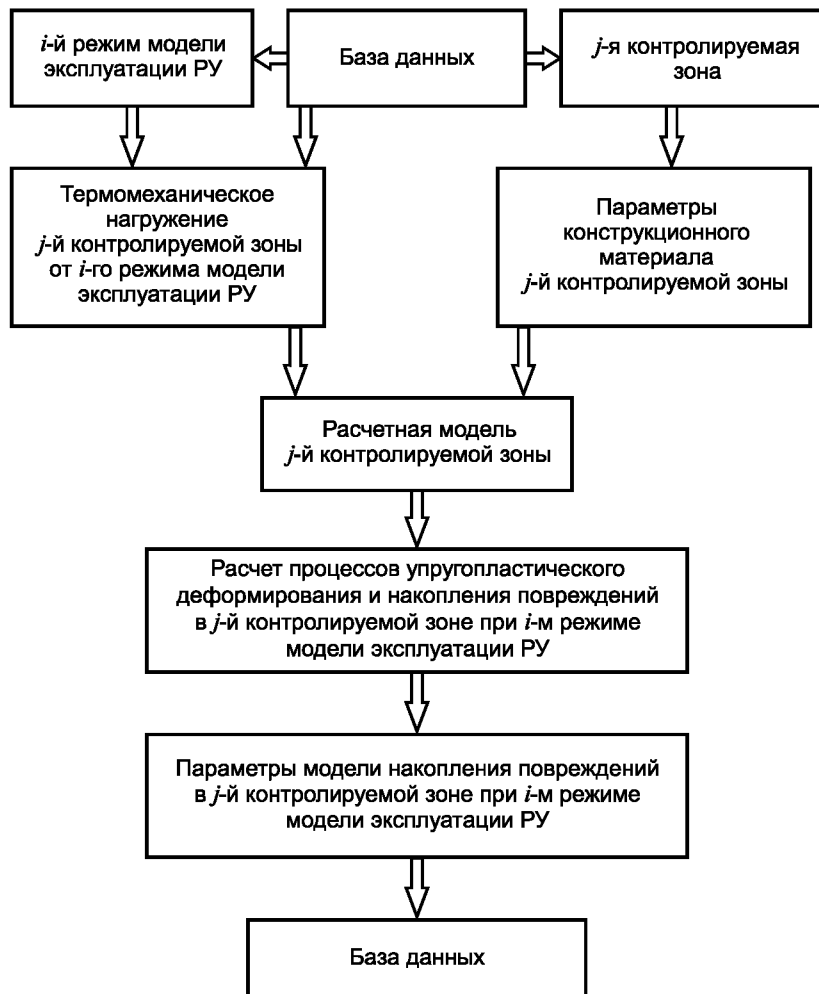 i-й режим модели
эксплуатации РУ
База данных
j-я контролируемая
зона
Термомеханическое
нагружение
j-й контролируемой зоны
от i-го режима модели
эксплуатации РУ
Параметры
конструкционного
материала
j-й контролируемой зоны
Расчетная модель
j-й контролируемой зоны
Расчет процессов упругопластического
деформирования и накопления повреждений
в j-й контролируемой зоне при i-м режиме
модели эксплуатации РУ
Параметры модели накопления повреждений
в j-й контролируемой зоне при i-м режиме
модели эксплуатации РУ
База данных